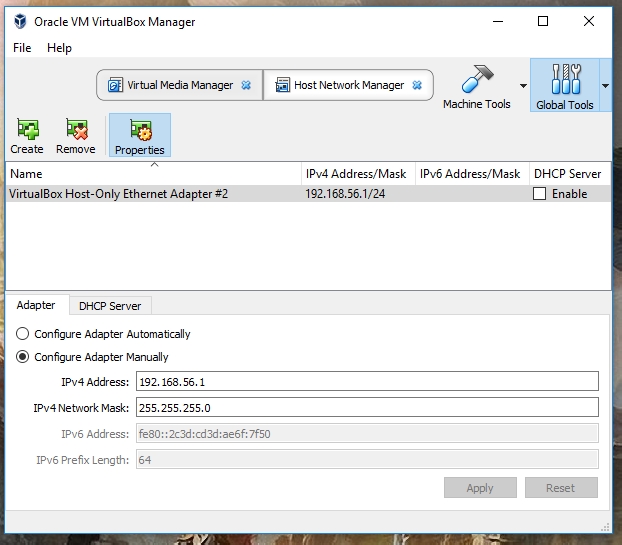 Oracle VM VirtualBox Manager
File Help
Virtual Media Manager Host Network Manager Machine Tools Global Tools
Create Remove Properties
Name IPv4 Address/Mask IPv6 Address/Mask DHCP Server
VirtualBox Host-Only Ethernet Adapter #2 192.168.56.1/24 Enable
Adapter DHCP Server
Configure Adapter Automatically
Configure Adapter Manually
IPv4 Address: 192.168.56.1
IPv4 Network Mask: 255.255.255.0
IPv6 Address: fe80::2c3d:cd3d:ae6f:7f50
IPv6 Prefix Length: 64
Apply Reset